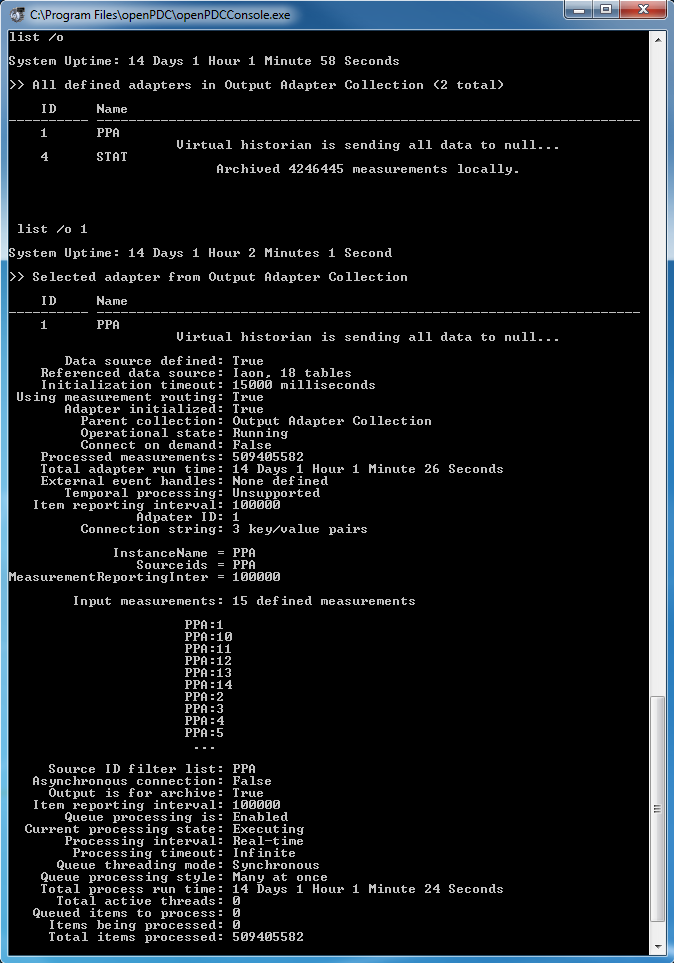 C:\Program Files\openPDC\openPDCConsole.exe
list /o
System Uptime: 14 Days 1 Hour 1 Minute 58 Seconds
>> All defined adapters in Output Adapter Collection (2 total)
ID Name
---------- --------------------------------------------------------------------
1 PPA
Virtual historian is sending all data to null...
4 STAT
Archived 4246445 measurements locally.
list /o 1
System Uptime: 14 Days 1 Hour 2 Minutes 1 Second
>> Selected adapter from Output Adapter Collection
ID Name
---------- --------------------------------------------------------------------
1 PPA
Virtual historian is sending all data to null...
Data source defined: True
Referenced data source: Iaon, 18 tables
Initialization timeout: 15000 milliseconds
Using measurement routing: True
Adapter initialized: True
Parent collection: Output Adapter Collection
Operational state: Running
Connect on demand: False
Processed measurements: 509405582
Total adapter run time: 14 Days 1 Hour 1 Minute 26 Seconds
External event handles: None defined
Temporal processing: Unsupported
Item reporting interval: 100000
Adpater ID: 1
Connection string: 3 key/value pairs
InstanceName = PPA
Sourceids = PPA
MeasurementReportingInter = 100000
Input measurements: 15 defined measurements
PPA:1
PPA:10
PPA:11
PPA:12
PPA:13
PPA:14
PPA:2
PPA:3
PPA:4
PPA:5
...
Source ID filter list: PPA
Asynchronous connection: False
Output is for archive: True
Item reporting interval: 100000
Queue processing is: Enabled
Current processing state: Executing
Processing interval: Real-time
Processing timeout: Infinite
Queue threading mode: Synchronous
Queue processing style: Many at once
Total process run time: 14 Days 1 Hour 1 Minute 24 Seconds
Total active threads: 0
Queued items to process: 0
Items being processed: 0
Total items processed: 509405582